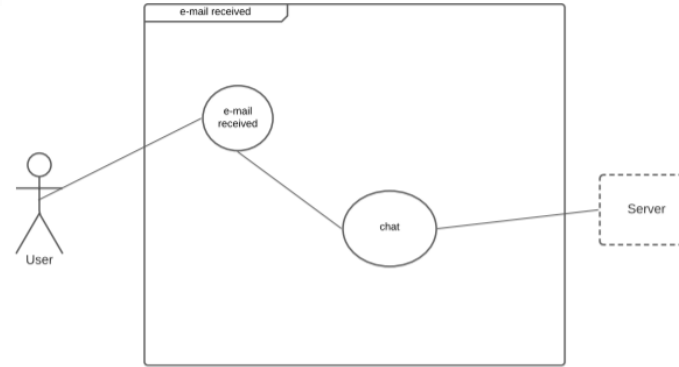 e-mail received
e-mail
received
chat
Server
User